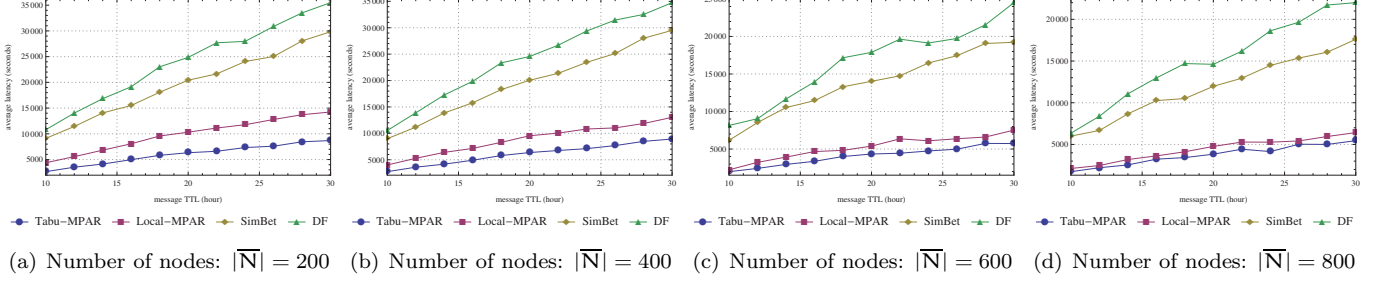 35000
30000
25000
20000
15000
10000
5000
average latency (seconds)
10 15 20 25 30
message TTL (hour)
Tabu-MPAR Local-MPAR SimBet DF
(a) Number of nodes: |N̅| = 200
35000
30000
25000
20000
15000
10000
5000
average latency (seconds)
10 15 20 25 30
message TTL (hour)
Tabu-MPAR Local-MPAR SimBet DF
(b) Number of nodes: |N̅| = 400
25000
20000
15000
10000
5000
average latency (seconds)
10 15 20 25 30
message TTL (hour)
Tabu-MPAR Local-MPAR SimBet DF
(c) Number of nodes: |N̅| = 600
20000
15000
10000
5000
average latency (seconds)
10 15 20 25 30
message TTL (hour)
Tabu-MPAR Local-MPAR SimBet DF
(d) Number of nodes: |N̅| = 800